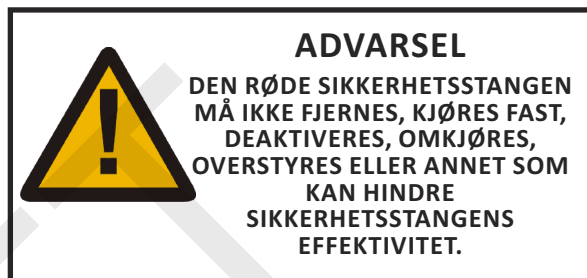 ADVARSEL
DEN RØDE SIKKERHETSSTANGEN
MÅ IKKE FJERNES, KJØRES FAST,
DEAKTIVERES, OMKJØRES,
OVERSTYRES ELLER ANNET SOM
KAN HINDRE
SIKKERHETSSTANGENS
EFFEKTIVITET.